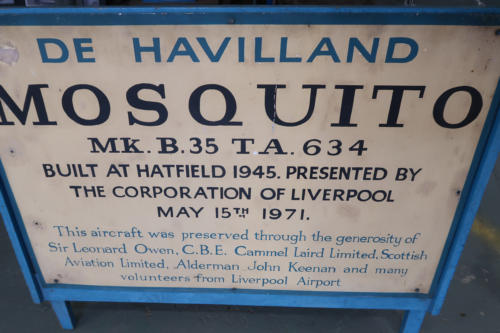 DE HAVILLAND
MOSQUITO
MK. B. 35 T.A. 634
BUILT AT HATFIELD 1945. PRESENTED BY
THE CORPORATION OF LIVERPOOL
MAY 15TH 1971.
This aircraft was preserved through the generosity of
Sir Leonard Owen, C.B.E. Cammel Laird Limited, Scottish
Aviation Limited, Alderman John Keenan and many
volunteers from Liverpool Airport